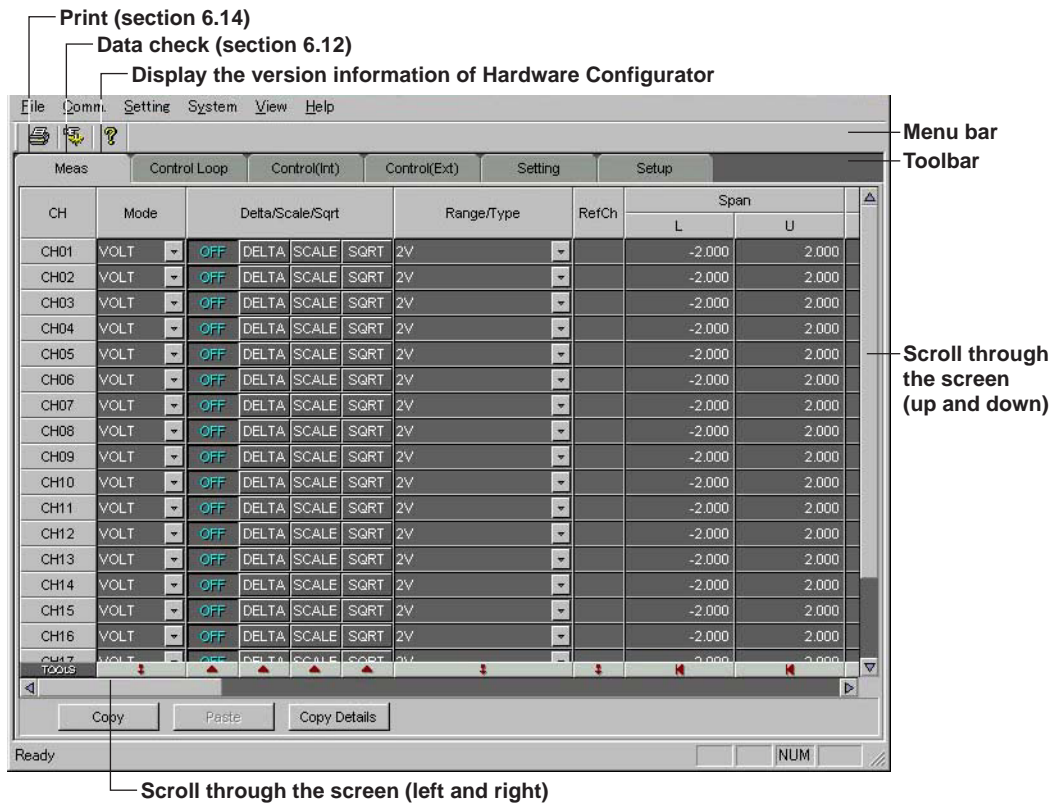 Print (section 6.14)
Data check (section 6.12)
Display the version information of Hardware Configurator
File Comm. Setting System View Help
Menu bar
Toolbar
Meas Control Loop Control(Int) Control(Ext) Setting Setup
CH Mode Delta/Scale/Sqrt Range/Type RefCh Span
L U
CH01 VOLT OFF DELTA SCALE SQRT 2V -2.000 2.000
CH02 VOLT OFF DELTA SCALE SQRT 2V -2.000 2.000
CH03 VOLT OFF DELTA SCALE SQRT 2V -2.000 2.000
CH04 VOLT OFF DELTA SCALE SQRT 2V -2.000 2.000
CH05 VOLT OFF DELTA SCALE SQRT 2V -2.000 2.000
CH06 VOLT OFF DELTA SCALE SQRT 2V -2.000 2.000
CH07 VOLT OFF DELTA SCALE SQRT 2V -2.000 2.000
CH08 VOLT OFF DELTA SCALE SQRT 2V -2.000 2.000
CH09 VOLT OFF DELTA SCALE SQRT 2V -2.000 2.000
CH10 VOLT OFF DELTA SCALE SQRT 2V -2.000 2.000
CH11 VOLT OFF DELTA SCALE SQRT 2V -2.000 2.000
CH12 VOLT OFF DELTA SCALE SQRT 2V -2.000 2.000
CH13 VOLT OFF DELTA SCALE SQRT 2V -2.000 2.000
CH14 VOLT OFF DELTA SCALE SQRT 2V -2.000 2.000
CH15 VOLT OFF DELTA SCALE SQRT 2V -2.000 2.000
CH16 VOLT OFF DELTA SCALE SQRT 2V -2.000 2.000
CH17 VOLT OFF DELTA SCALE SQRT 2V -2.000 2.000
TOOLS
Scroll through
the screen
(up and down)
Copy Paste Copy Details
Ready NUM
Scroll through the screen (left and right)